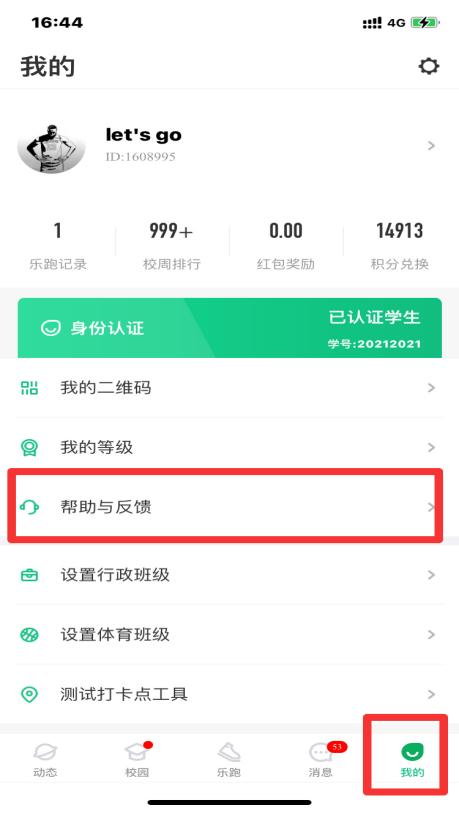 16:44
4G
我的
let's go
ID:1608995
1
999+
0.00
14913
乐跑记录
校周排行
红包奖励
积分兑换
身份认证
已认证学生
学号:20212021
我的二维码
我的等级
帮助与反馈
设置行政班级
设置体育班级
测试打卡点工具
53
动态
校园
乐跑
消息
我的